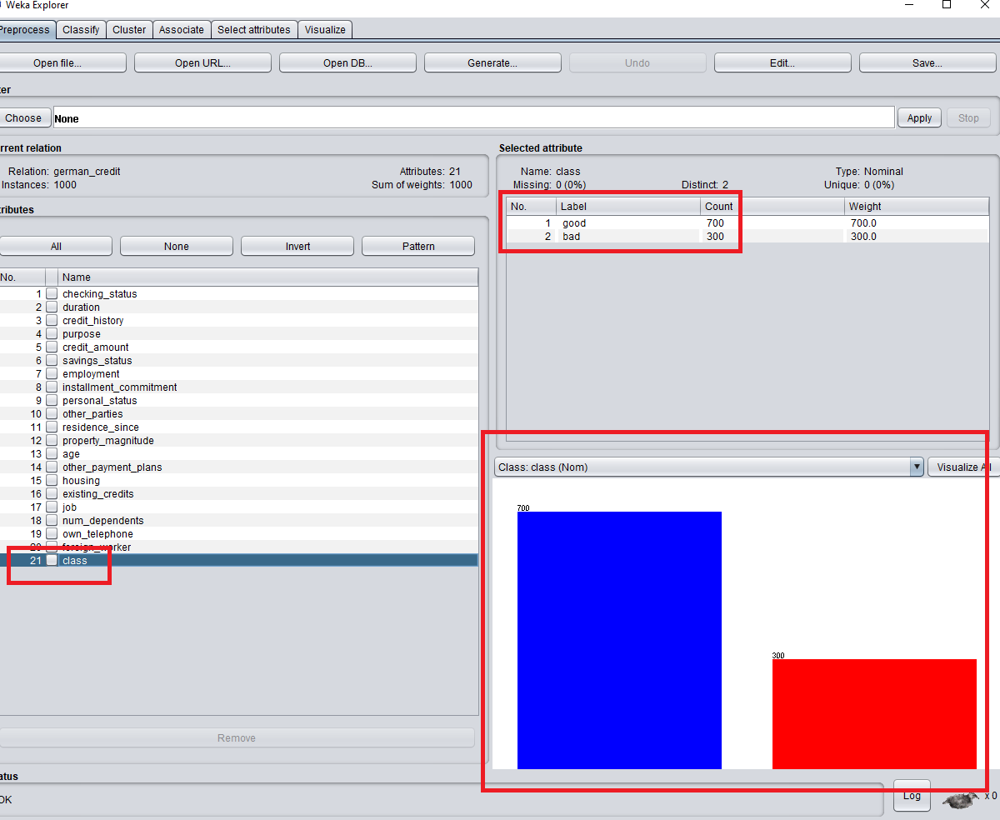 Weka Explorer
Preprocess Classify Cluster Associate Select attributes Visualize
Open file... Open URL... Open DB... Generate... Undo Edit... Save...
ter
Choose None Apply Stop
rrent relation
Relation: german_credit Attributes: 21
Instances: 1000 Sum of weights: 1000
tributes
All None Invert Pattern
No. Name
1 checking_status
2 duration
3 credit_history
4 purpose
5 credit_amount
6 savings_status
7 employment
8 installment_commitment
9 personal_status
10 other_parties
11 residence_since
12 property_magnitude
13 age
14 other_payment_plans
15 housing
16 existing_credits
17 job
18 num_dependents
19 own_telephone
20 foreign_worker
21 class
Remove
Selected attribute
Name: class Type: Nominal
Missing: 0 (0%) Distinct: 2 Unique: 0 (0%)
No. Label Count Weight
1 good 700 700.0
2 bad 300 300.0
Class: class (Nom) Visualize All
700
300
atus
OK
Log x 0